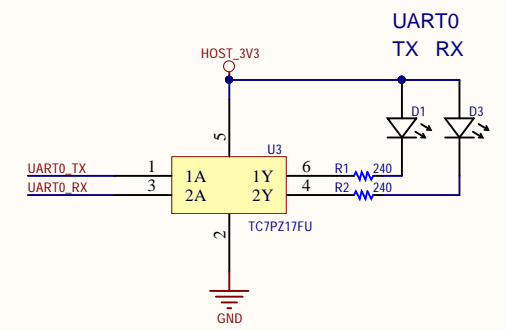 UART0
TX RX
HOST_3V3
D1
D3
5
U3
UART0_TX
1
1A
1Y
6
R1
240
UART0_RX
3
2A
2Y
4
R2
240
2
TC7PZ17FU
GND